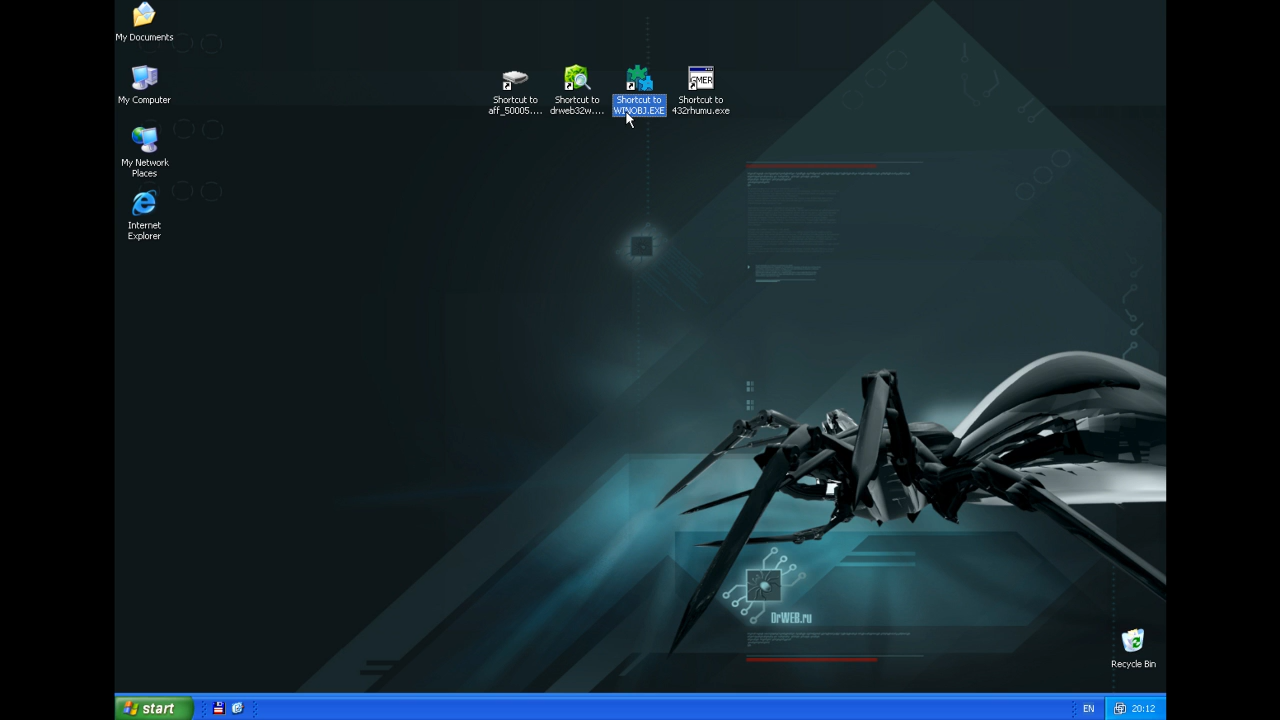 My Documents
My Computer
My Network
Places
Internet
Explorer
Shortcut to
aff_50005....
Shortcut to
drweb32w....
Shortcut to
WINOBJ.EXE
GMER
Shortcut to
432rhumu.exe
DrWEB.ru
Recycle Bin
start
EN
20:12